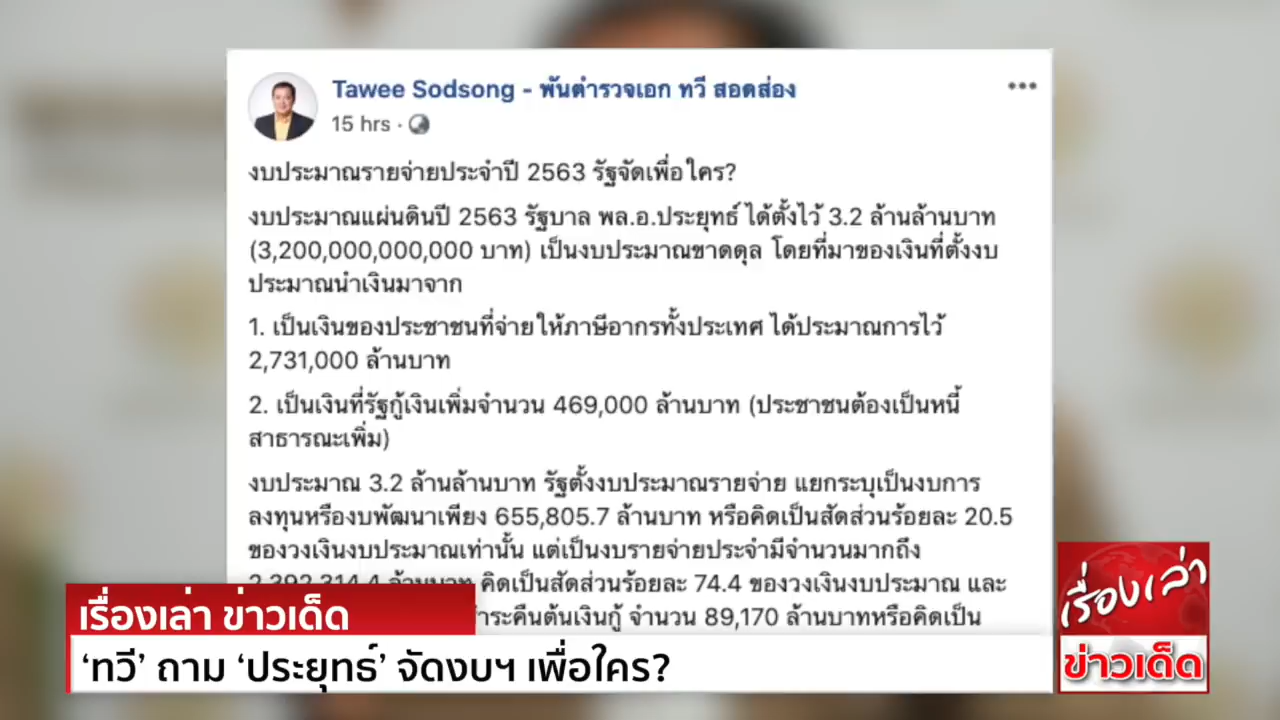 Tawee Sodsong - พันตำรวจเอก ทวี สอดส่อง
15 hrs ·
งบประมาณรายจ่ายประจำปี 2563 รัฐจัดเพื่อใคร?
งบประมาณแผ่นดินปี 2563 รัฐบาล พล.อ.ประยุทธ์ ได้ตั้งไว้ 3.2 ล้านล้านบาท
(3,200,000,000,000 บาท) เป็นงบประมาณขาดดุล โดยที่มาของเงินที่ตั้งงบ
ประมาณนำเงินมาจาก
1. เป็นเงินของประชาชนที่จ่ายให้ภาษีอากรทั้งประเทศ ได้ประมาณการไว้
2,731,000 ล้านบาท
2. เป็นเงินที่รัฐกู้เงินเพิ่มจำนวน 469,000 ล้านบาท (ประชาชนต้องเป็นหนี้
สาธารณะเพิ่ม)
งบประมาณ 3.2 ล้านล้านบาท รัฐตั้งงบประมาณรายจ่าย แยกระบุเป็นงบการ
ลงทุนหรืองบพัฒนาเพียง 655,805.7 ล้านบาท หรือคิดเป็นสัดส่วนร้อยละ 20.5
ของวงเงินงบประมาณเท่านั้น แต่เป็นงบรายจ่ายประจำมีจำนวนมากถึง
2,392,314.4 ล้านบาท คิดเป็นสัดส่วนร้อยละ 74.4 ของวงเงินงบประมาณ และ
ำระคืนต้นเงินกู้ จำนวน 89,170 ล้านบาทหรือคิดเป็น
เรื่องเล่า ข่าวเด็ด
‘ทวี’ ถาม ‘ประยุทธ์’ จัดงบฯ เพื่อใคร?
เรื่องเล่า
ข่าวเด็ด